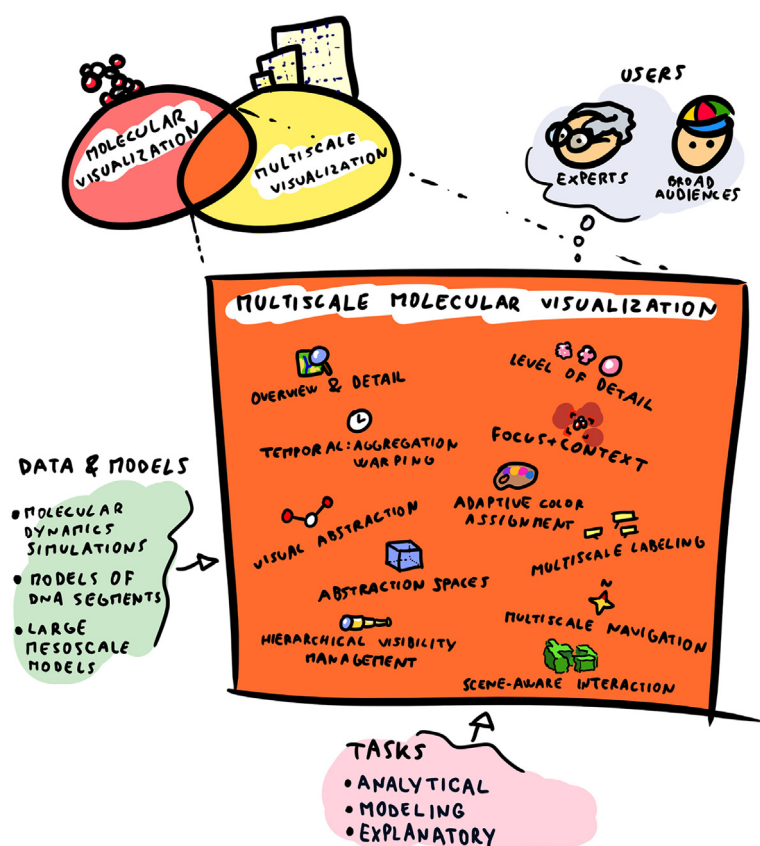 MOLECULAR
VISUALIZATION
MULTISCALE
VISUALIZATION
USERS
EXPERTS
BROAD
AUDIENCES
MULTISCALE MOLECULAR VISUALIZATION
OVERVIEW & DETAIL
LEVEL OF DETAIL
TEMPORAL: AGGREGATION
WARPING
FOCUS+CONTEXT
ADAPTIVE COLOR
ASSIGNMENT
VISUAL ABSTRACTION
MULTISCALE LABELING
ABSTRACTION SPACES
MULTISCALE NAVIGATION
HIERARCHICAL VISIBILITY
MANAGEMENT
SCENE-AWARE INTERACTION
DATA & MODELS
• MOLECULAR
DYNAMICS
SIMULATIONS
• MODELS OF
DNA SEGMENTS
• LARGE
MESOSCALE
MODELS
TASKS
• ANALYTICAL
• MODELING
• EXPLANATORY